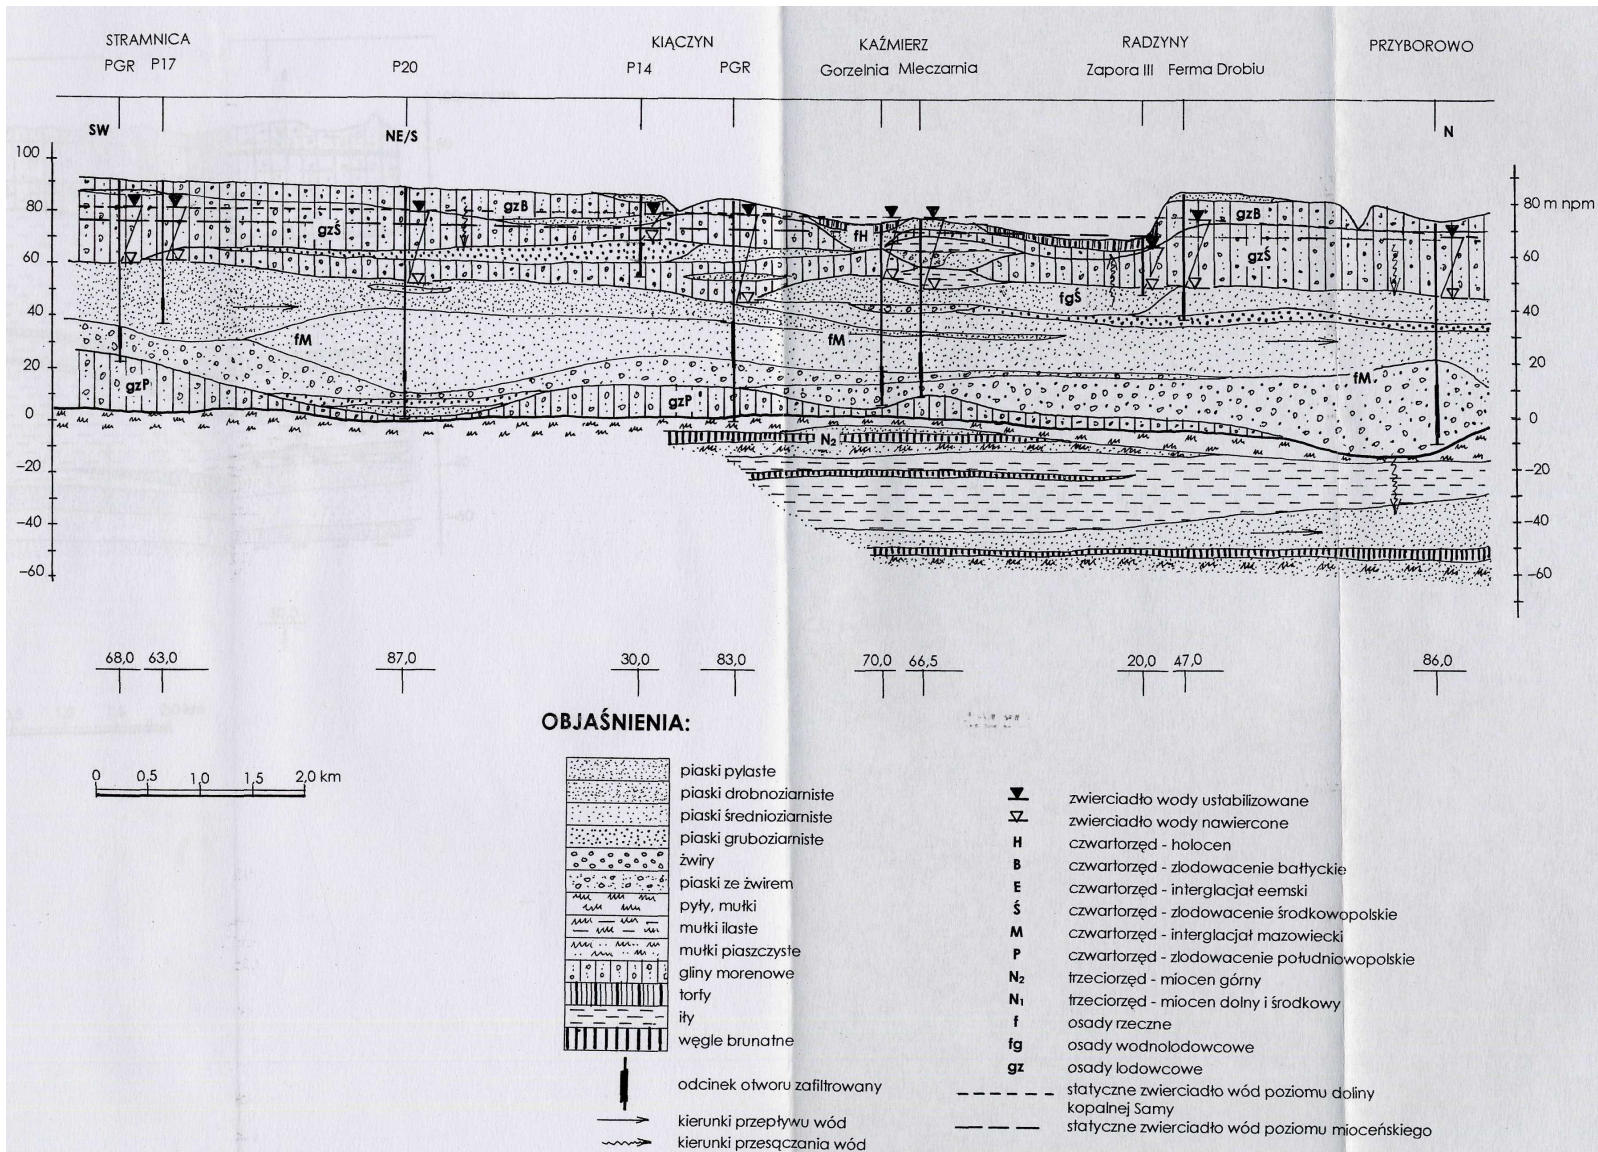 STRAMNICA KIĄCZYN KAŹMIERZ RADZYNY PRZYBOROWO
PGR P17 P20 P14 PGR Gorzelnia Mleczarnia Zapora III Ferma Drobiu
SW NE/S N
100
80 80 m npm
60 60
40 40
20 20
0 0
–20 –20
–40 –40
–60 –60
gzB gzB
gzŚ fH gzŚ
fgŚ
fM fM fM
gzP gzP
N₂
68,0 63,0 87,0 30,0 83,0 70,0 66,5 20,0 47,0 86,0
0 0,5 1,0 1,5 2,0 km
OBJAŚNIENIA:
piaski pylaste
piaski drobnoziarniste
piaski średnioziarniste
piaski gruboziarniste
żwiry
piaski ze żwirem
pyły, mułki
mułki ilaste
mułki piaszczyste
gliny morenowe
torfy
iły
węgle brunatne
odcinek otworu zafiltrowany
kierunki przepływu wód
kierunki przesączania wód
zwierciadło wody ustabilizowane
zwierciadło wody nawiercone
H czwartorzęd - holocen
B czwartorzęd - zlodowacenie bałtyckie
E czwartorzęd - interglacjał eemski
Ś czwartorzęd - zlodowacenie środkowopolskie
M czwartorzęd - interglacjał mazowiecki
P czwartorzęd - zlodowacenie południowopolskie
N₂ trzeciorzęd - miocen górny
N₁ trzeciorzęd - miocen dolny i środkowy
f osady rzeczne
fg osady wodnolodowcowe
gz osady lodowcowe
statyczne zwierciadło wód poziomu doliny
kopalnej Samy
statyczne zwierciadło wód poziomu mioceńskiego